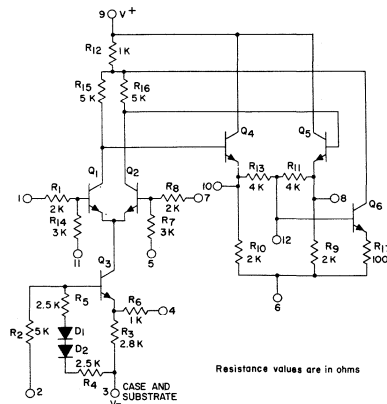 9 V+
R12
1K
R15
5K
R16
5K
Q4
Q5
Q1
Q2
R13
4K
R11
4K
Q6
10
8
1
R1
2K
R8
2K
7
R14
3K
R7
3K
11
5
12
R10
2K
R9
2K
R17
100
6
Q3
R5
2.5K
R6
1K
4
R2
5K
D1
D2
R3
2.8K
2.5K
R4
2
3
CASE AND
SUBSTRATE
V-
Resistance values are in ohms